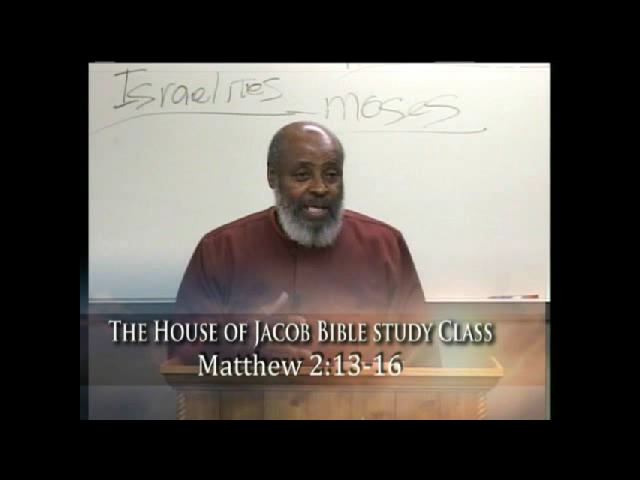 Israelites moses
THE HOUSE OF JACOB BIBLE STUDY CLASS
Matthew 2:13-16